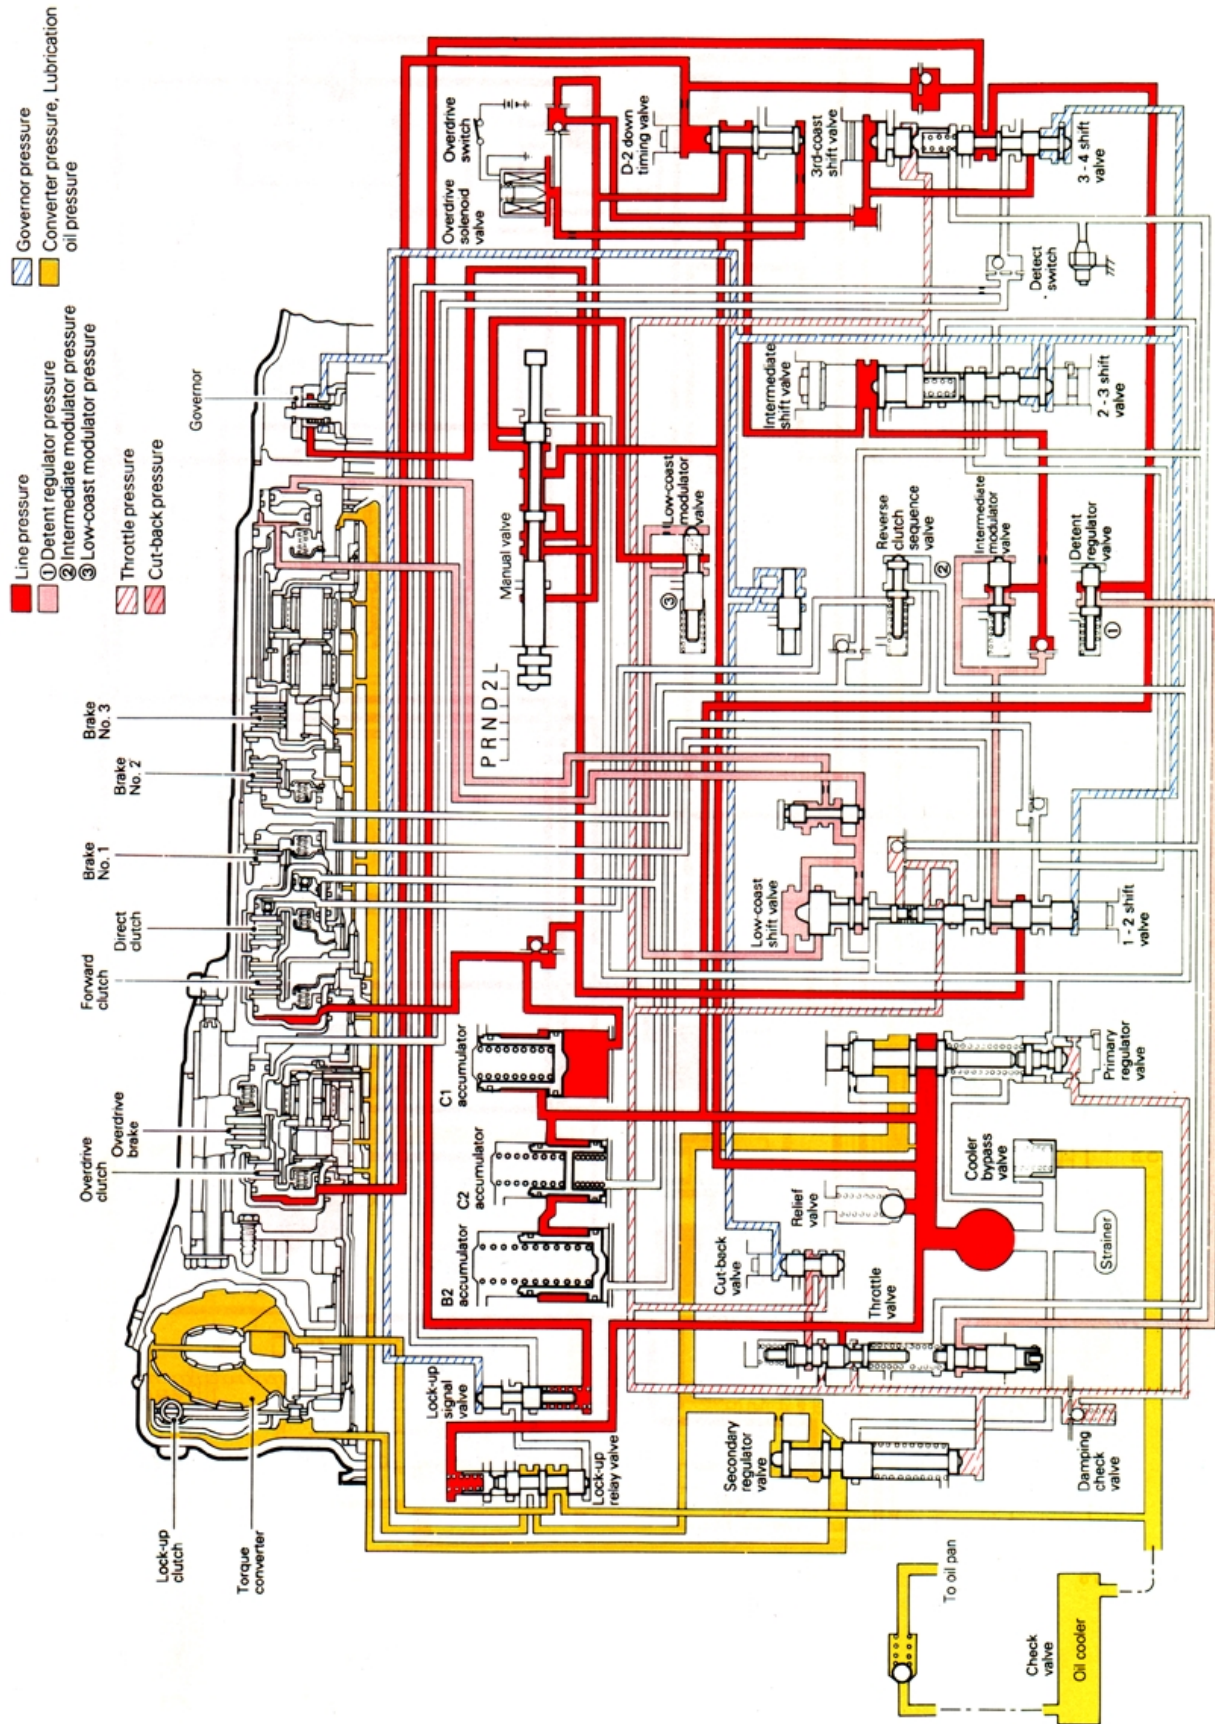 Line pressure
① Detent regulator pressure
② Intermediate modulator pressure
③ Low-coast modulator pressure
Throttle pressure
Cut-back pressure
Governor pressure
Converter pressure, Lubrication
oil pressure
Lock-up
clutch
Torque
converter
Overdrive
clutch
Overdrive
brake
Forward
clutch
Direct
clutch
Brake
No. 1
Brake
No. 2
Brake
No. 3
Governor
Lock-up
signal
valve
Lock-up
relay valve
B2
accumulator
C2
accumulator
C1
accumulator
Manual valve
P R N D 2 L
Overdrive
solenoid
valve
Overdrive
switch
D-2 down
timing valve
3rd-coast
shift valve
3 - 4 shift
valve
Detect
switch
Low-coast
modulator
valve
③
Intermediate
shift valve
2 - 3 shift
valve
Reverse
clutch
sequence
valve
②
Intermediate
modulator
valve
Detent
regulator
valve
①
Low-coast
shift valve
1 - 2 shift
valve
Primary
regulator
valve
Cooler
bypass
valve
Relief
valve
Cut-back
valve
Throttle
valve
Strainer
Secondary
regulator
valve
Damping
check
valve
To oil pan
Check
valve
Oil cooler